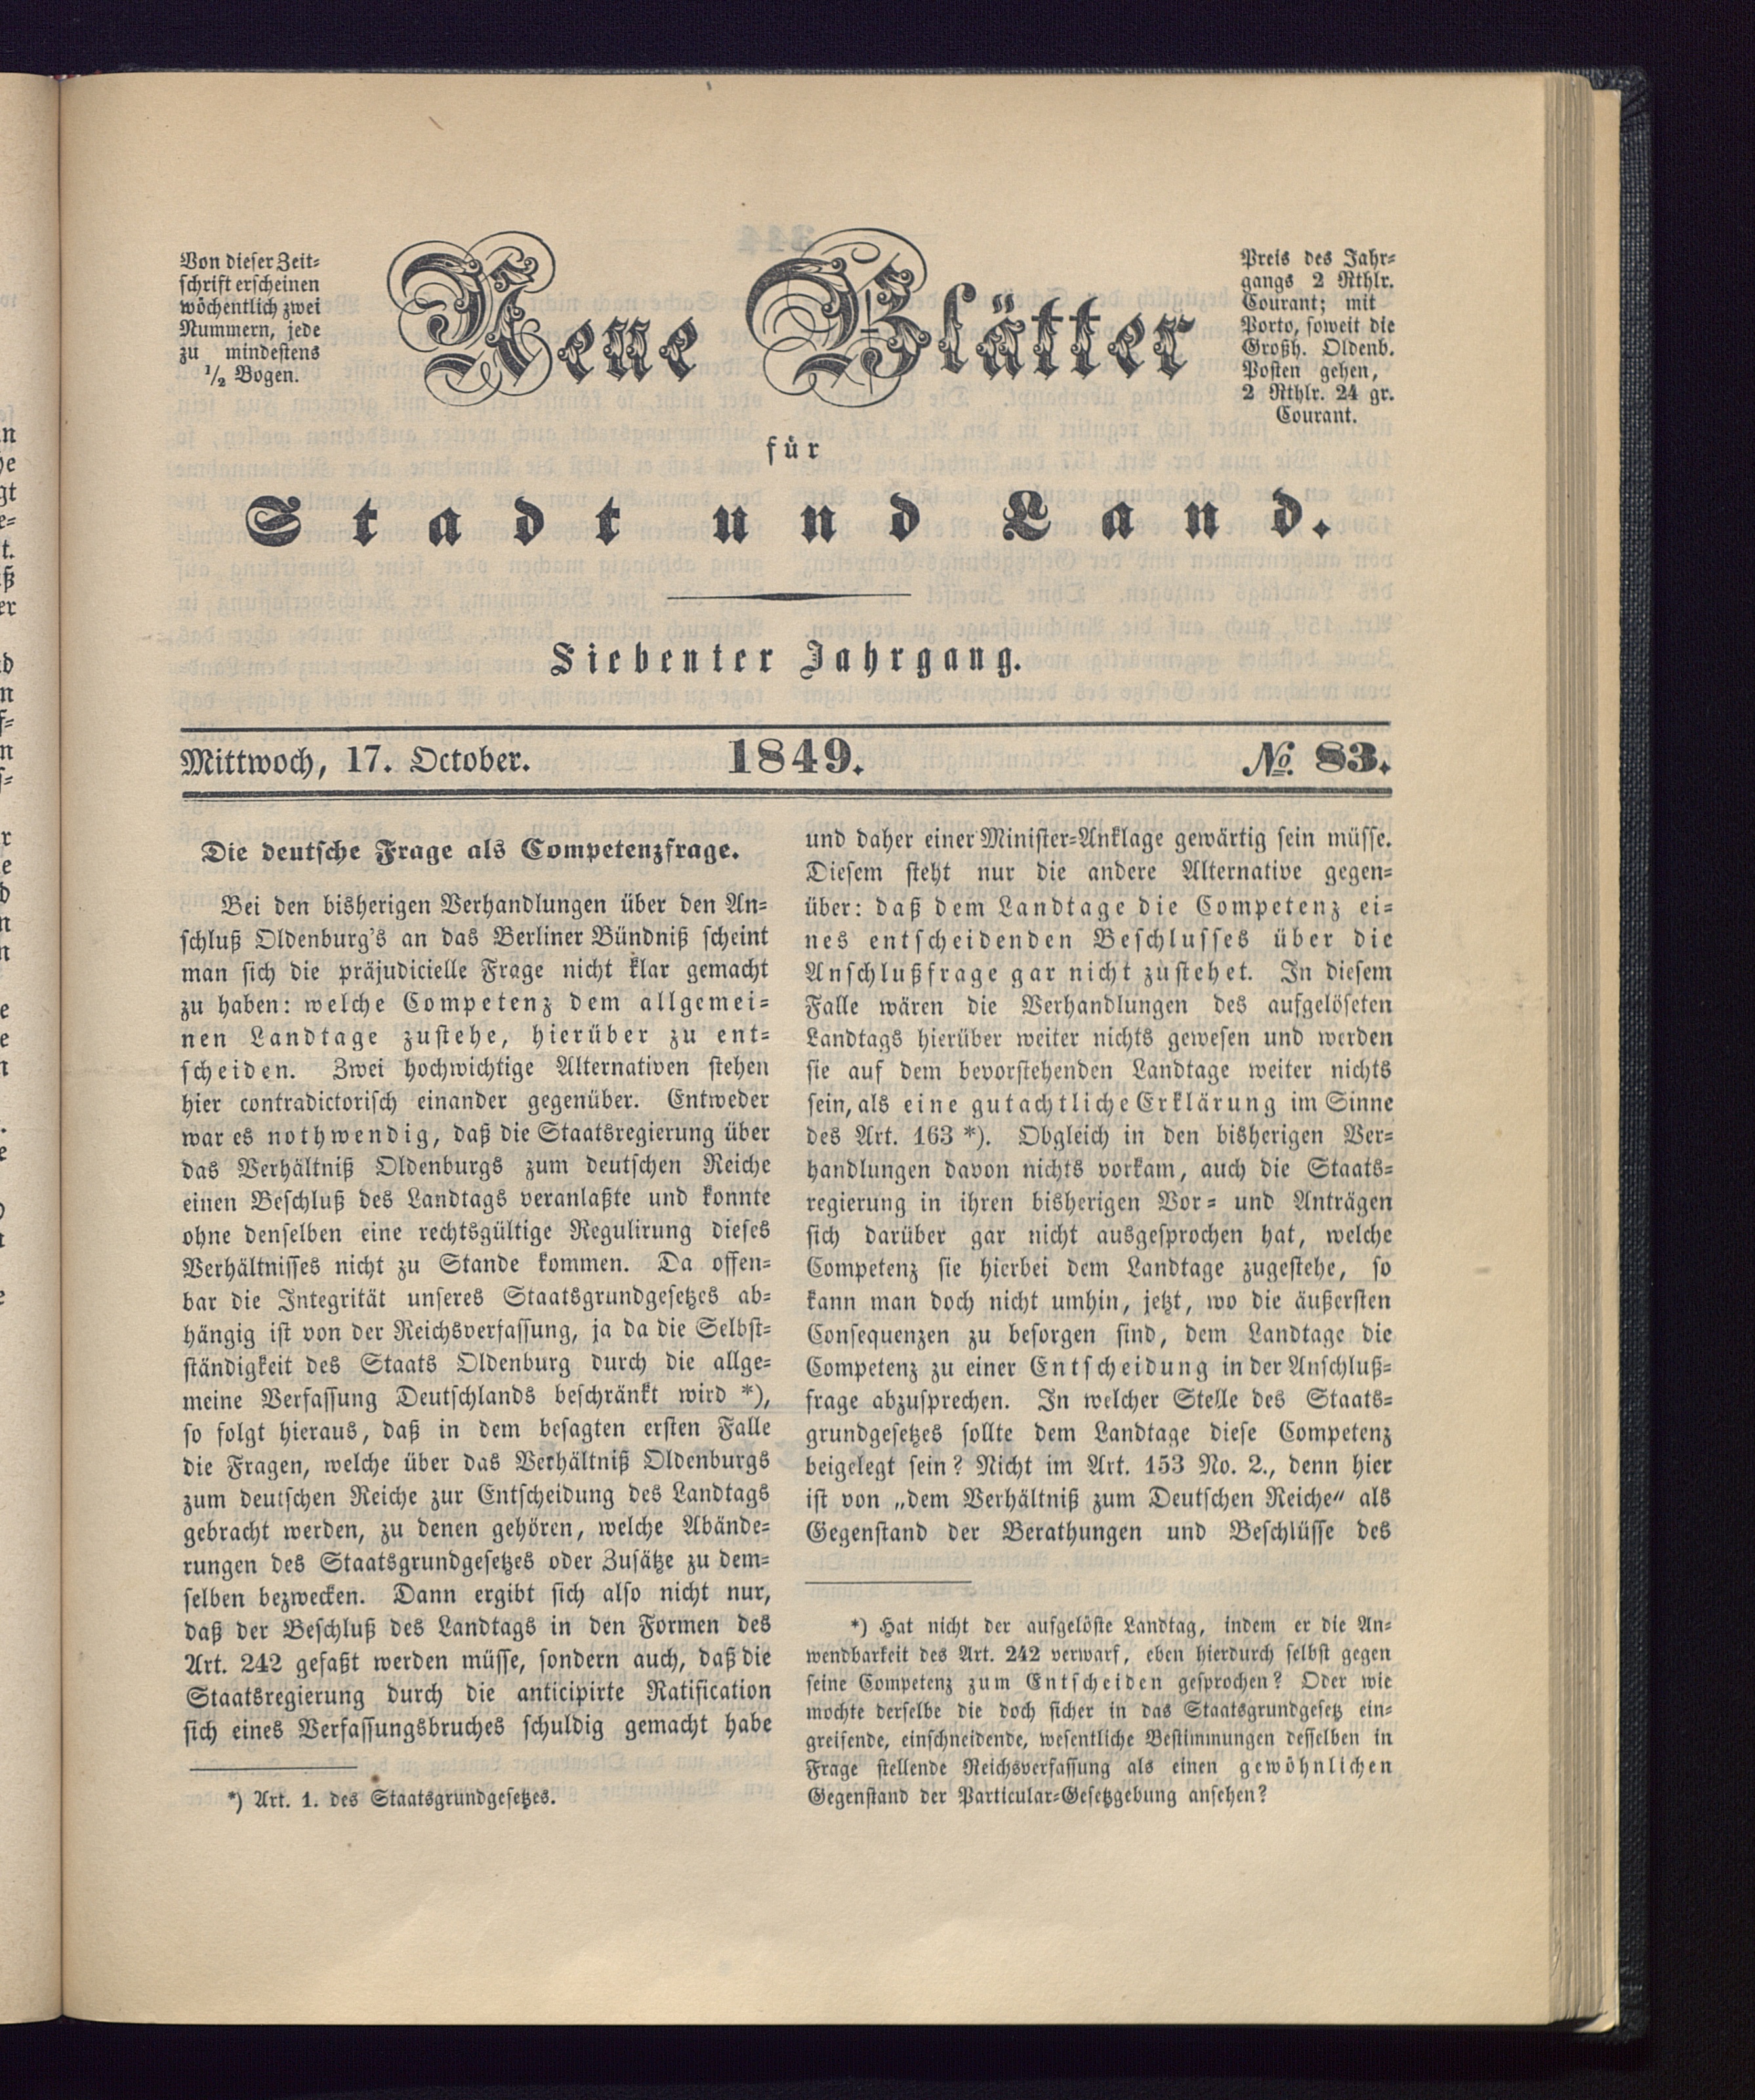 Von dieser Zeit-
schrift erscheinen
wöchentlich zwei
Nummern, jede
zu mindestens
1/2 Bogen.
Neue Blätter
Preis des Jahr-
gangs 2 Rthlr.
Courant; mit
Porto, soweit die
Großh. Oldenb.
Posten gehen,
2 Rthlr. 24 gr.
Courant.
für
Stadt und Land.
Siebenter Jahrgang.
Mittwoch, 17. October. 1849. No. 83.
Die deutsche Frage als Competenzfrage.
Bei den bisherigen Verhandlungen über den An-
schluß Oldenburg's an das Berliner Bündniß scheint
man sich die präjudicielle Frage nicht klar gemacht
zu haben: welche Competenz dem allgemei-
nen Landtage zustehe, hierüber zu ent-
scheiden. Zwei hochwichtige Alternativen stehen
hier contradictorisch einander gegenüber. Entweder
war es nothwendig, daß die Staatsregierung über
das Verhältniß Oldenburgs zum deutschen Reiche
einen Beschluß des Landtags veranlaßte und konnte
ohne denselben eine rechtsgültige Regulirung dieses
Verhältnisses nicht zu Stande kommen. Da offen-
bar die Integrität unseres Staatsgrundgesetzes ab-
hängig ist von der Reichsverfassung, ja da die Selbst-
ständigkeit des Staats Oldenburg durch die allge-
meine Verfassung Deutschlands beschränkt wird *),
so folgt hieraus, daß in dem besagten ersten Falle
die Fragen, welche über das Verhältniß Oldenburgs
zum deutschen Reiche zur Entscheidung des Landtags
gebracht werden, zu denen gehören, welche Abände-
rungen des Staatsgrundgesetzes oder Zusätze zu dem-
selben bezwecken. Dann ergibt sich also nicht nur,
daß der Beschluß des Landtags in den Formen des
Art. 242 gefaßt werden müsse, sondern auch, daß die
Staatsregierung durch die anticipirte Ratification
sich eines Verfassungsbruches schuldig gemacht habe
*) Art. 1. des Staatsgrundgesetzes.
und daher einer Minister-Anklage gewärtig sein müsse.
Diesem steht nur die andere Alternative gegen-
über: daß dem Landtage die Competenz ei-
nes entscheidenden Beschlusses über die
Anschlußfrage gar nicht zustehet. In diesem
Falle wären die Verhandlungen des aufgelöseten
Landtags hierüber weiter nichts gewesen und werden
sie auf dem bevorstehenden Landtage weiter nichts
sein, als eine gutachtliche Erklärung im Sinne
des Art. 163 *). Obgleich in den bisherigen Ver-
handlungen davon nichts vorkam, auch die Staats-
regierung in ihren bisherigen Vor- und Anträgen
sich darüber gar nicht ausgesprochen hat, welche
Competenz sie hierbei dem Landtage zugestehe, so
kann man doch nicht umhin, jetzt, wo die äußersten
Consequenzen zu besorgen sind, dem Landtage die
Competenz zu einer Entscheidung in der Anschluß-
frage abzusprechen. In welcher Stelle des Staats-
grundgesetzes sollte dem Landtage diese Competenz
beigelegt sein? Nicht im Art. 153 No. 2., denn hier
ist von „dem Verhältniß zum Deutschen Reiche“ als
Gegenstand der Berathungen und Beschlüsse des
*) Hat nicht der aufgelöste Landtag, indem er die An-
wendbarkeit des Art. 242 verwarf, eben hierdurch selbst gegen
seine Competenz zum Entscheiden gesprochen? Oder wie
mochte derselbe die doch sicher in das Staatsgrundgesetz ein-
greifende, einschneidende, wesentliche Bestimmungen desselben in
Frage stellende Reichsverfassung als einen gewöhnlichen
Gegenstand der Particular-Gesetzgebung ansehen?